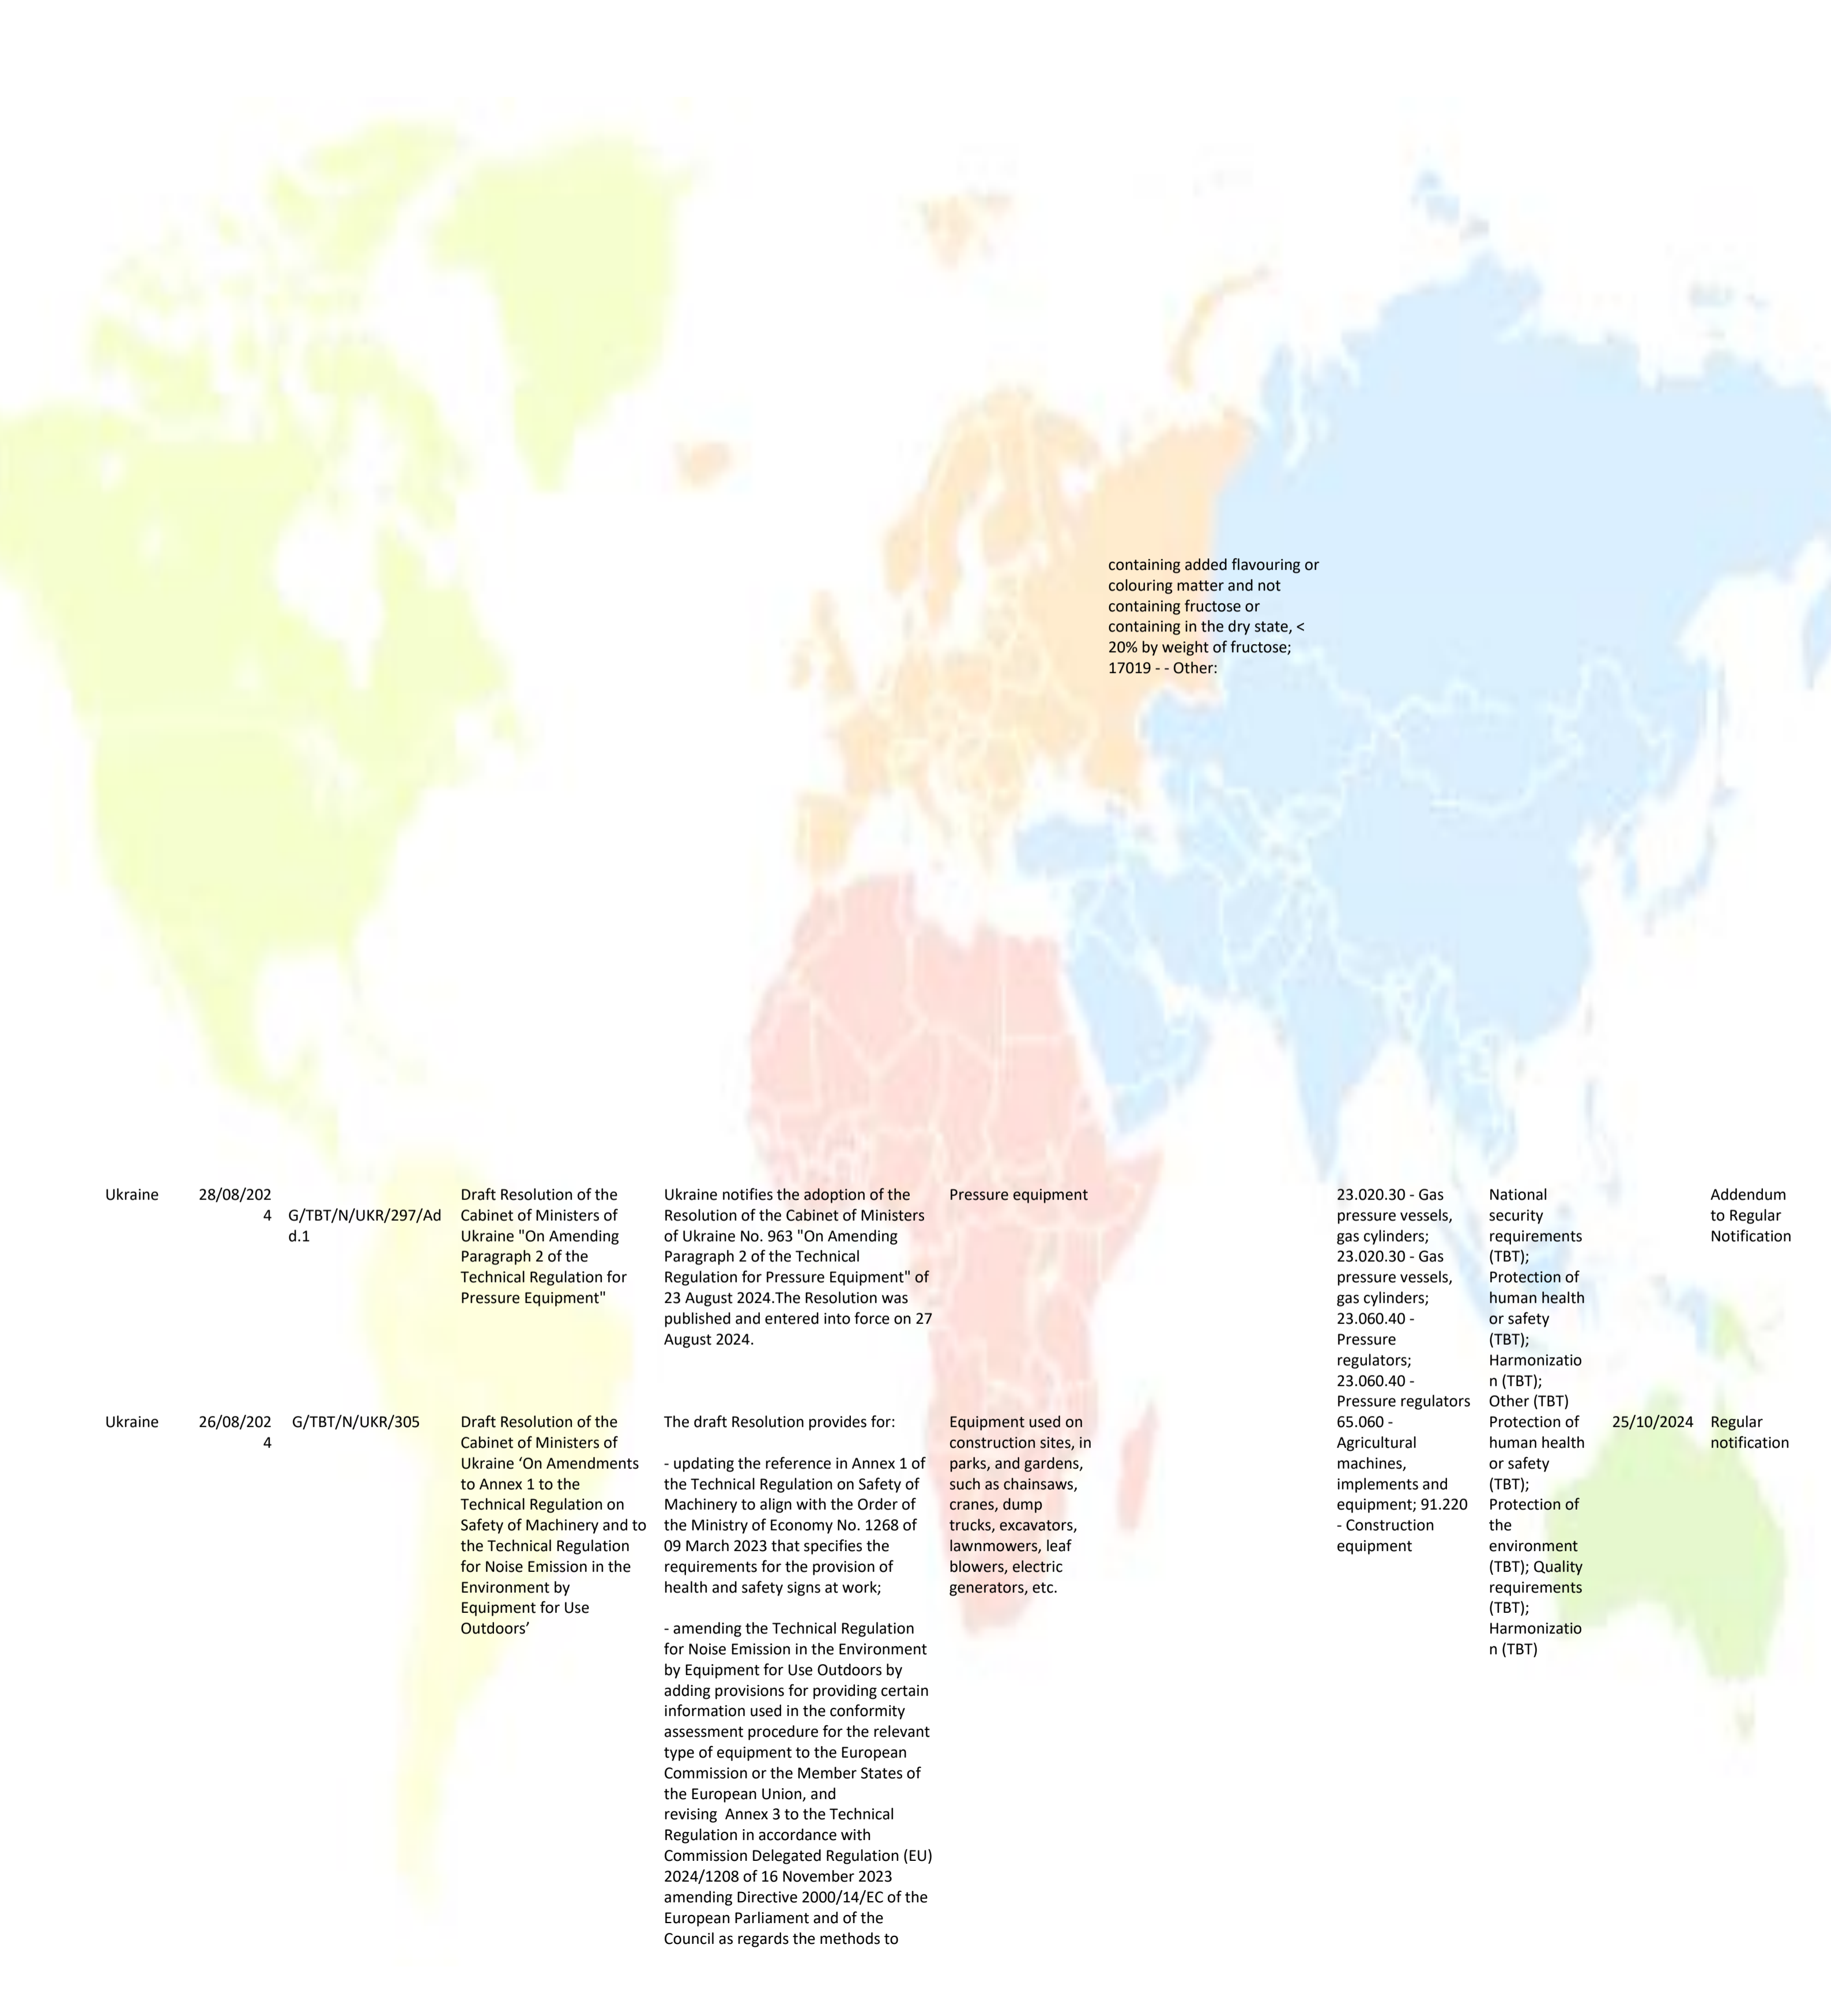 containing added flavouring or
colouring matter and not
containing fructose or
containing in the dry state, <
20% by weight of fructose;
17019 - - Other:
Ukraine
28/08/202
4
G/TBT/N/UKR/297/Ad
d.1
Draft Resolution of the
Cabinet of Ministers of
Ukraine "On Amending
Paragraph 2 of the
Technical Regulation for
Pressure Equipment"
Ukraine notifies the adoption of the
Resolution of the Cabinet of Ministers
of Ukraine No. 963 "On Amending
Paragraph 2 of the Technical
Regulation for Pressure Equipment" of
23 August 2024.The Resolution was
published and entered into force on 27
August 2024.
Pressure equipment
23.020.30 - Gas
pressure vessels,
gas cylinders;
23.020.30 - Gas
pressure vessels,
gas cylinders;
23.060.40 -
Pressure
regulators;
23.060.40 -
Pressure regulators
National
security
requirements
(TBT);
Protection of
human health
or safety
(TBT);
Harmonizatio
n (TBT);
Other (TBT)
Addendum
to Regular
Notification
Ukraine
26/08/202
4
G/TBT/N/UKR/305
Draft Resolution of the
Cabinet of Ministers of
Ukraine ‘On Amendments
to Annex 1 to the
Technical Regulation on
Safety of Machinery and to
the Technical Regulation
for Noise Emission in the
Environment by
Equipment for Use
Outdoors’
The draft Resolution provides for:
- updating the reference in Annex 1 of
the Technical Regulation on Safety of
Machinery to align with the Order of
the Ministry of Economy No. 1268 of
09 March 2023 that specifies the
requirements for the provision of
health and safety signs at work;
- amending the Technical Regulation
for Noise Emission in the Environment
by Equipment for Use Outdoors by
adding provisions for providing certain
information used in the conformity
assessment procedure for the relevant
type of equipment to the European
Commission or the Member States of
the European Union, and
revising  Annex 3 to the Technical
Regulation in accordance with
Commission Delegated Regulation (EU)
2024/1208 of 16 November 2023
amending Directive 2000/14/EC of the
European Parliament and of the
Council as regards the methods to
Equipment used on
construction sites, in
parks, and gardens,
such as chainsaws,
cranes, dump
trucks, excavators,
lawnmowers, leaf
blowers, electric
generators, etc.
65.060 -
Agricultural
machines,
implements and
equipment; 91.220
- Construction
equipment
Protection of
human health
or safety
(TBT);
Protection of
the
environment
(TBT); Quality
requirements
(TBT);
Harmonizatio
n (TBT)
25/10/2024
Regular
notification